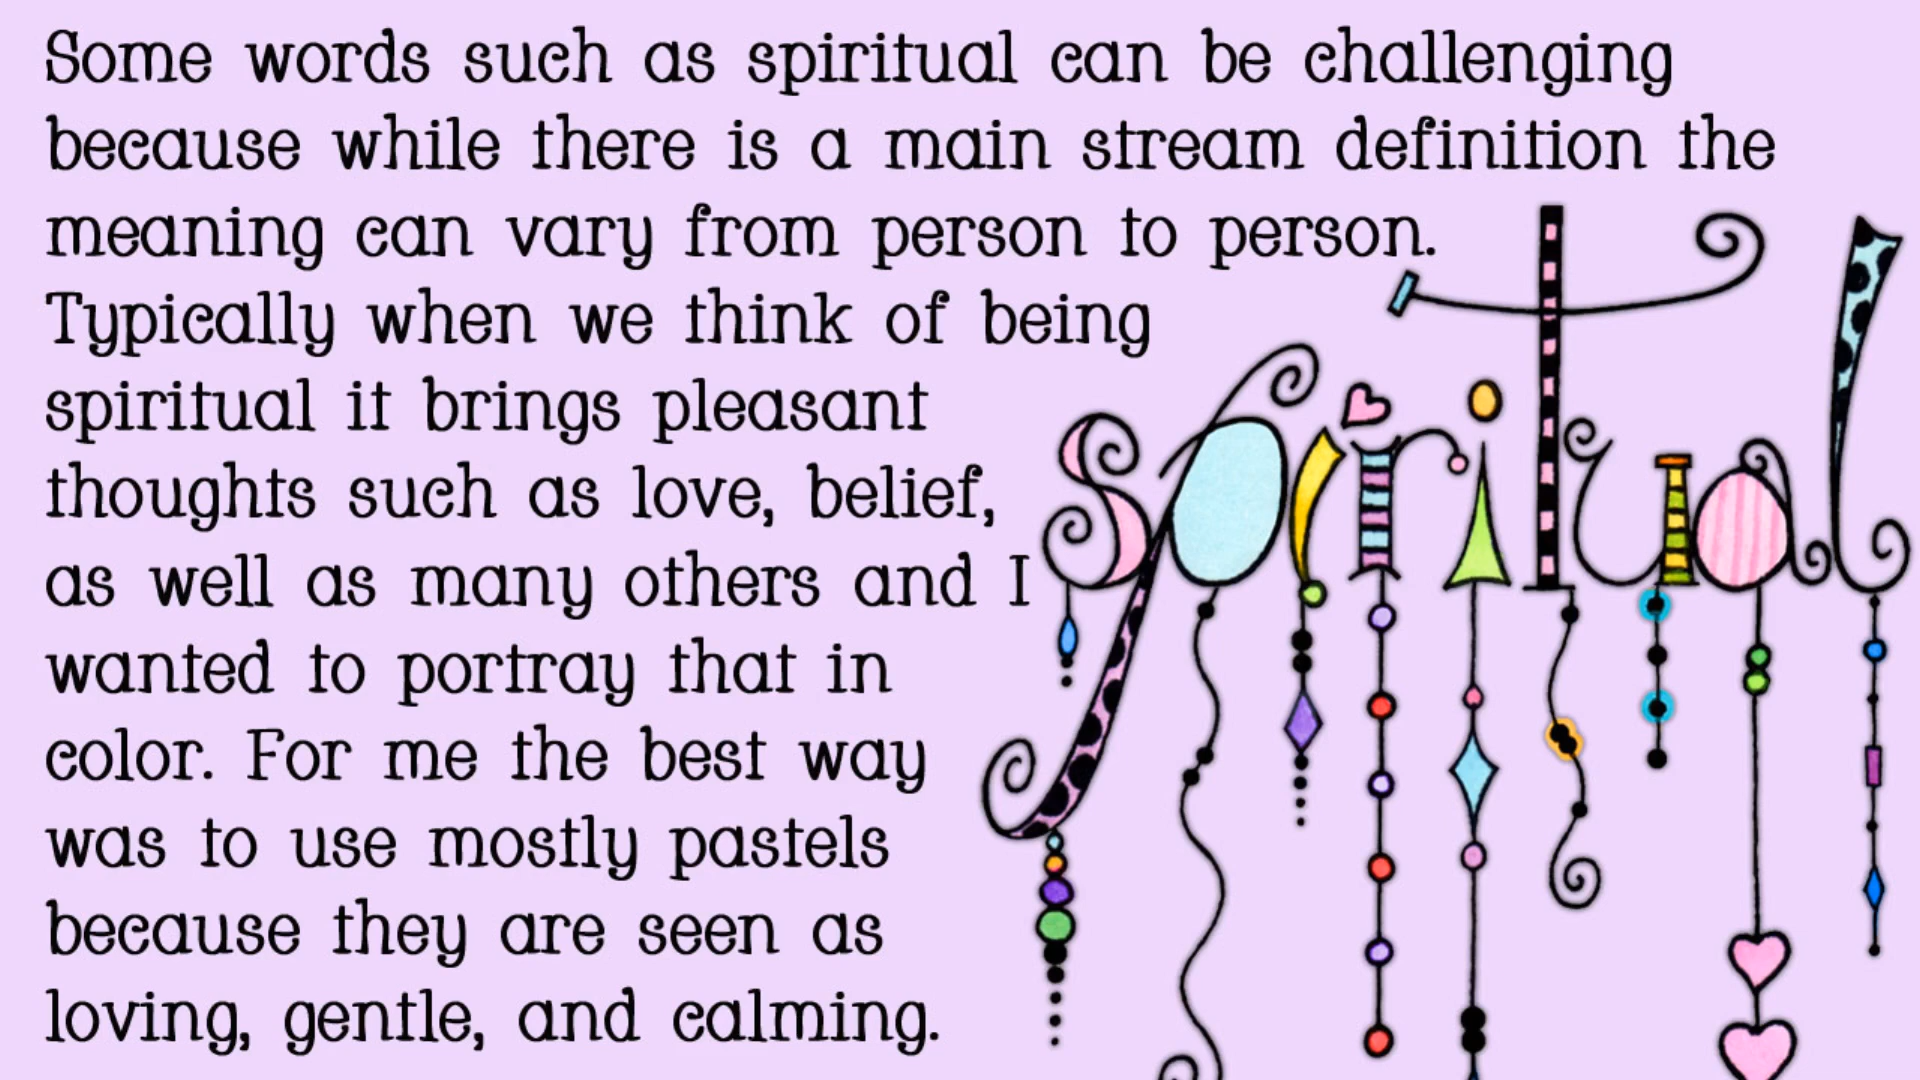 Some words such as spiritual can be challenging
because while there is a main stream definition the
meaning can vary from person to person.
Typically when we think of being
spiritual it brings pleasant
thoughts such as love, belief,
as well as many others and I
wanted to portray that in
color. For me the best way
was to use mostly pastels
because they are seen as
loving, gentle, and calming.
Spiritual